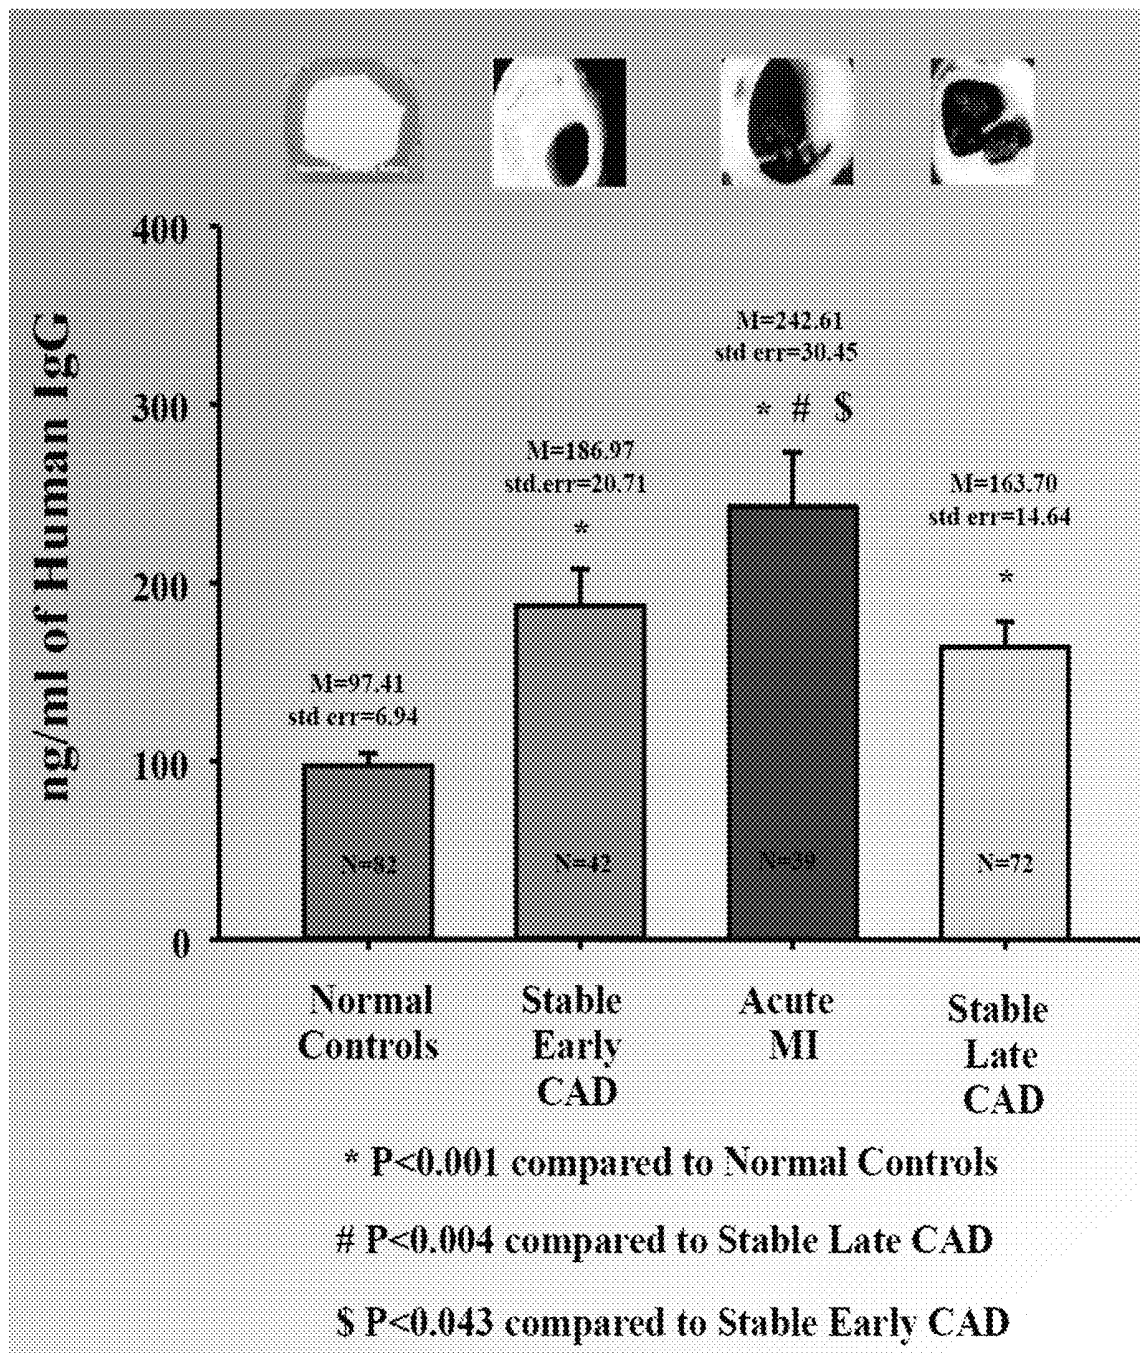 400
300
200
100
0
ng/ml of Human IgG
M=97.41
std err=6.94
M=186.97
std.err=20.71
*
M=242.61
std err=30.45
* # $
M=163.70
std err=14.64
*
N=82
N=42
N=39
N=72
Normal
Controls
Stable
Early
CAD
Acute
MI
Stable
Late
CAD
* P<0.001 compared to Normal Controls
# P<0.004 compared to Stable Late CAD
$ P<0.043 compared to Stable Early CAD